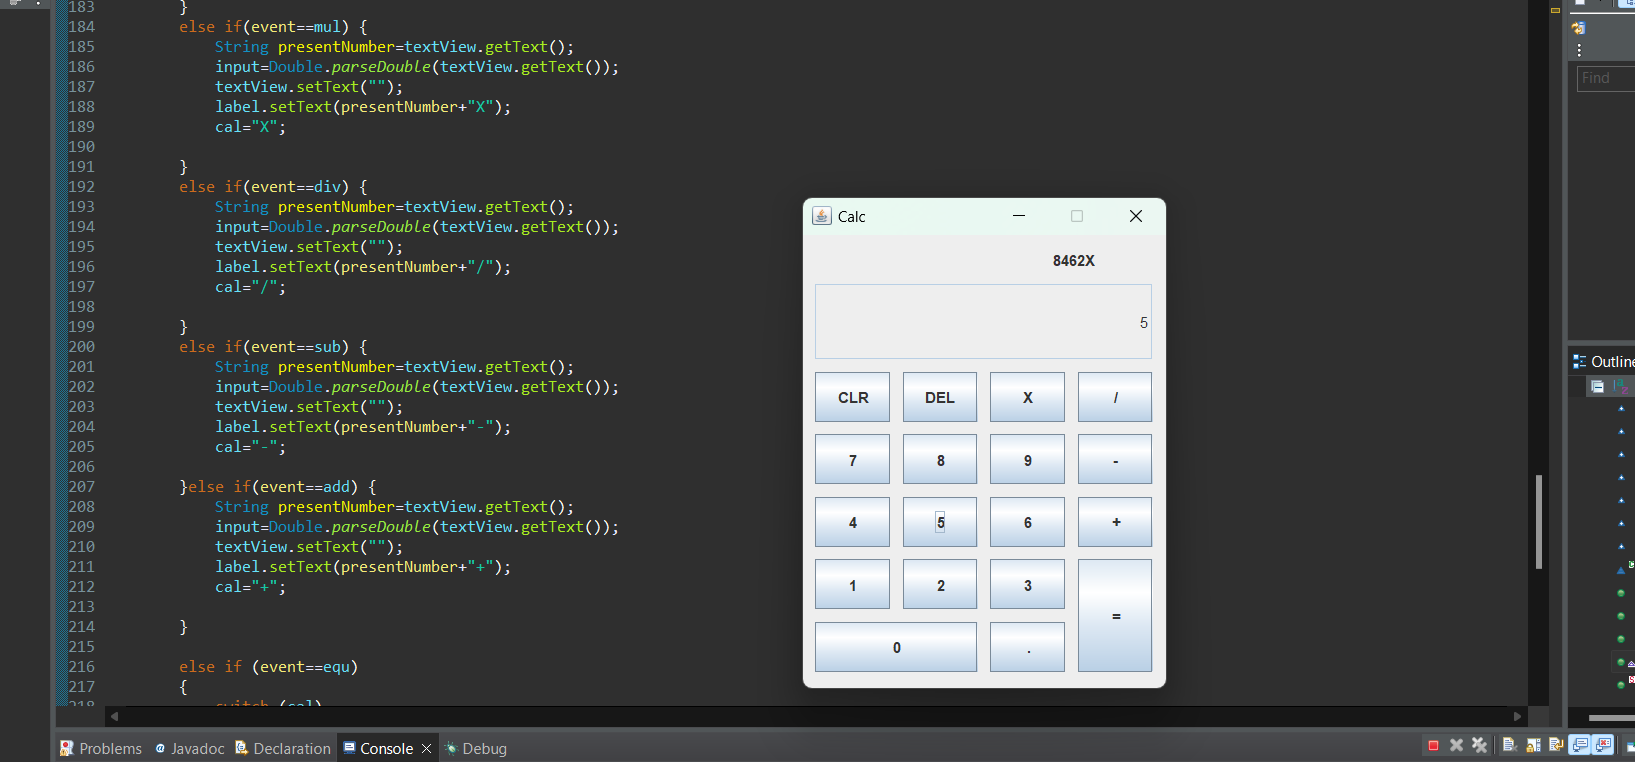 183 }
184 else if(event==mul) {
185 String presentNumber=textView.getText();
186 input=Double.parseDouble(textView.getText());
187 textView.setText("");
188 label.setText(presentNumber+"X");
189 cal="X";
190
191 }
192 else if(event==div) {
193 String presentNumber=textView.getText();
194 input=Double.parseDouble(textView.getText());
195 textView.setText("");
196 label.setText(presentNumber+"/");
197 cal="/";
198
199 }
200 else if(event==sub) {
201 String presentNumber=textView.getText();
202 input=Double.parseDouble(textView.getText());
203 textView.setText("");
204 label.setText(presentNumber+"-");
205 cal="-";
206
207 }else if(event==add) {
208 String presentNumber=textView.getText();
209 input=Double.parseDouble(textView.getText());
210 textView.setText("");
211 label.setText(presentNumber+"+");
212 cal="+";
213
214 }
215
216 else if (event==equ)
217 {
218 switch (cal)
Calc
8462X
5
CLR DEL X /
7 8 9 -
4 5 6 +
1 2 3 =
0 .
Find
Outline
Problems Javadoc Declaration Console Debug